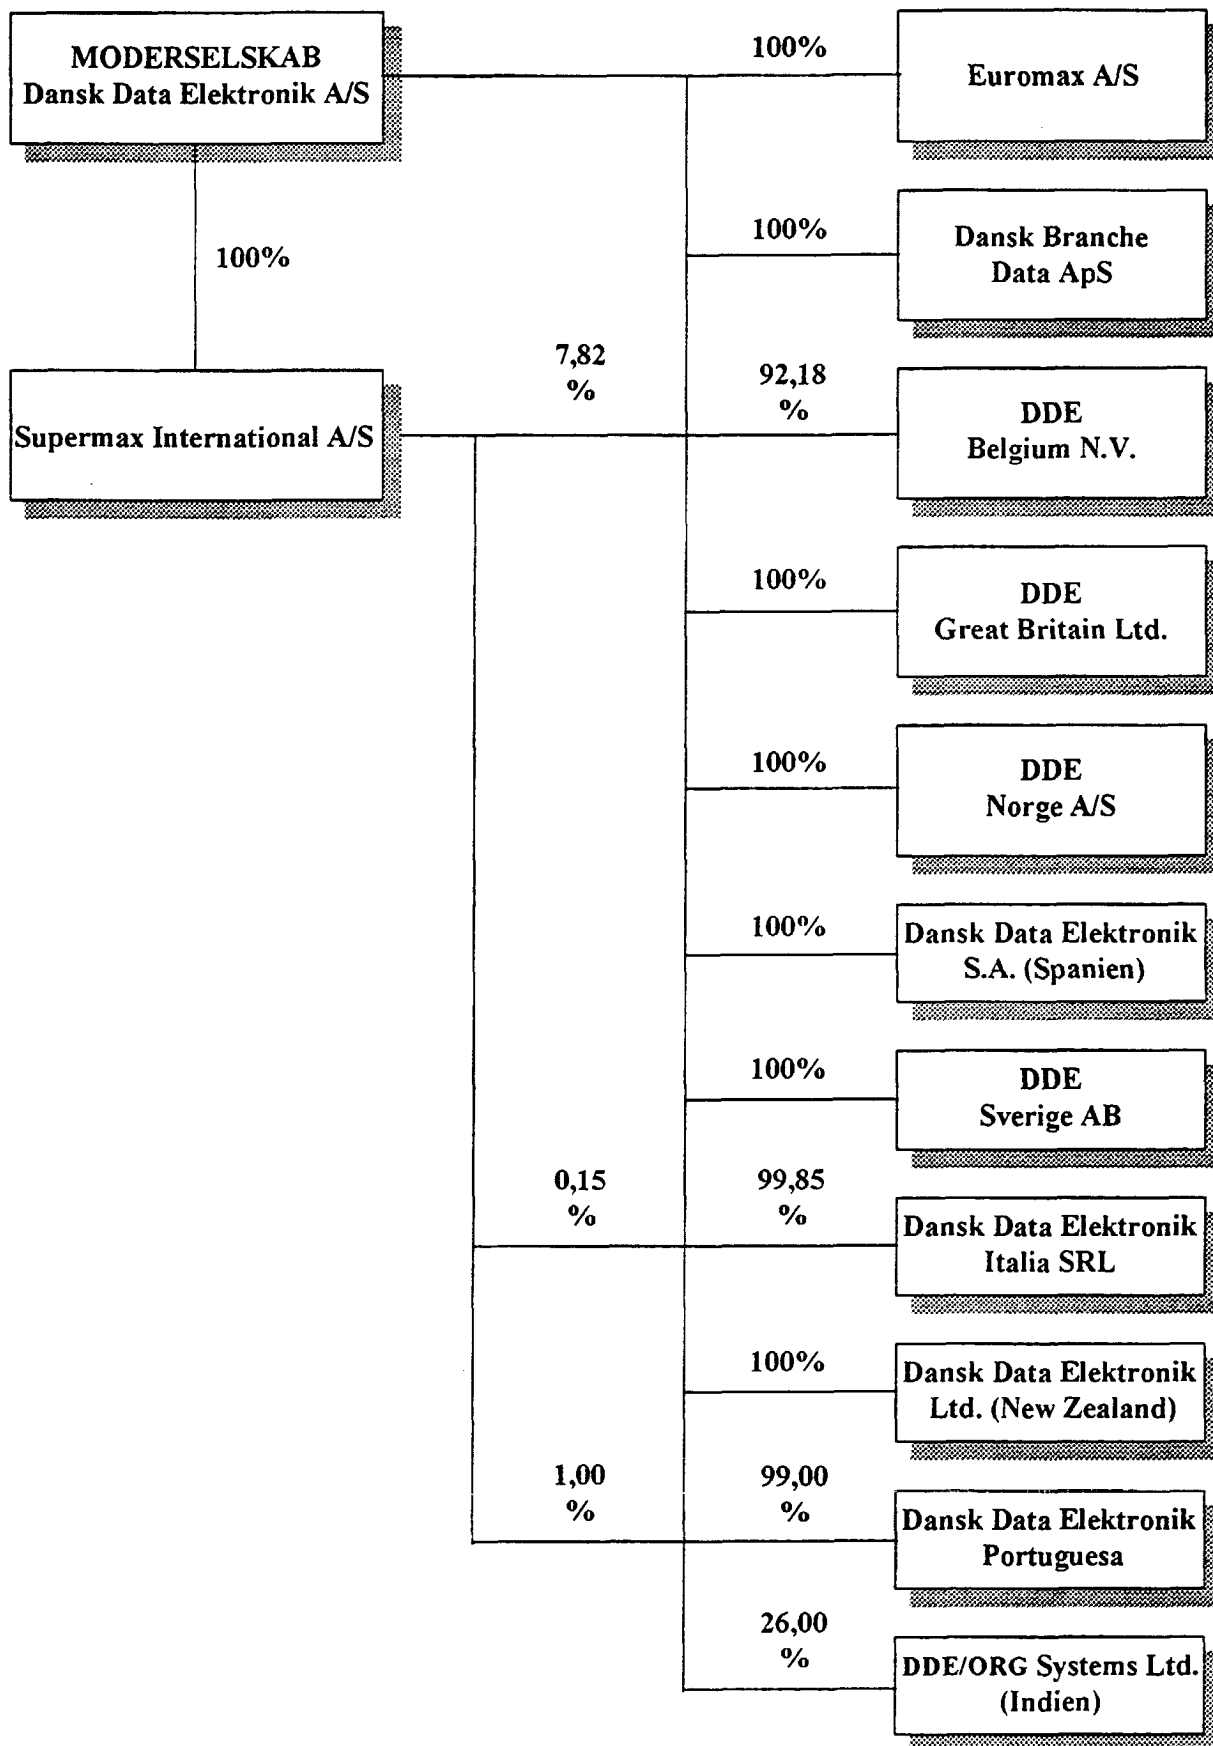 MODERSELSKAB
Dansk Data Elektronik A/S
100%
Euromax A/S
100%
Dansk Branche
Data ApS
100%
Supermax International A/S
7,82
%
92,18
%
DDE
Belgium N.V.
100%
DDE
Great Britain Ltd.
100%
DDE
Norge A/S
100%
Dansk Data Elektronik
S.A. (Spanien)
100%
DDE
Sverige AB
0,15
%
99,85
%
Dansk Data Elektronik
Italia SRL
100%
Dansk Data Elektronik
Ltd. (New Zealand)
1,00
%
99,00
%
Dansk Data Elektronik
Portuguesa
26,00
%
DDE/ORG Systems Ltd.
(Indien)